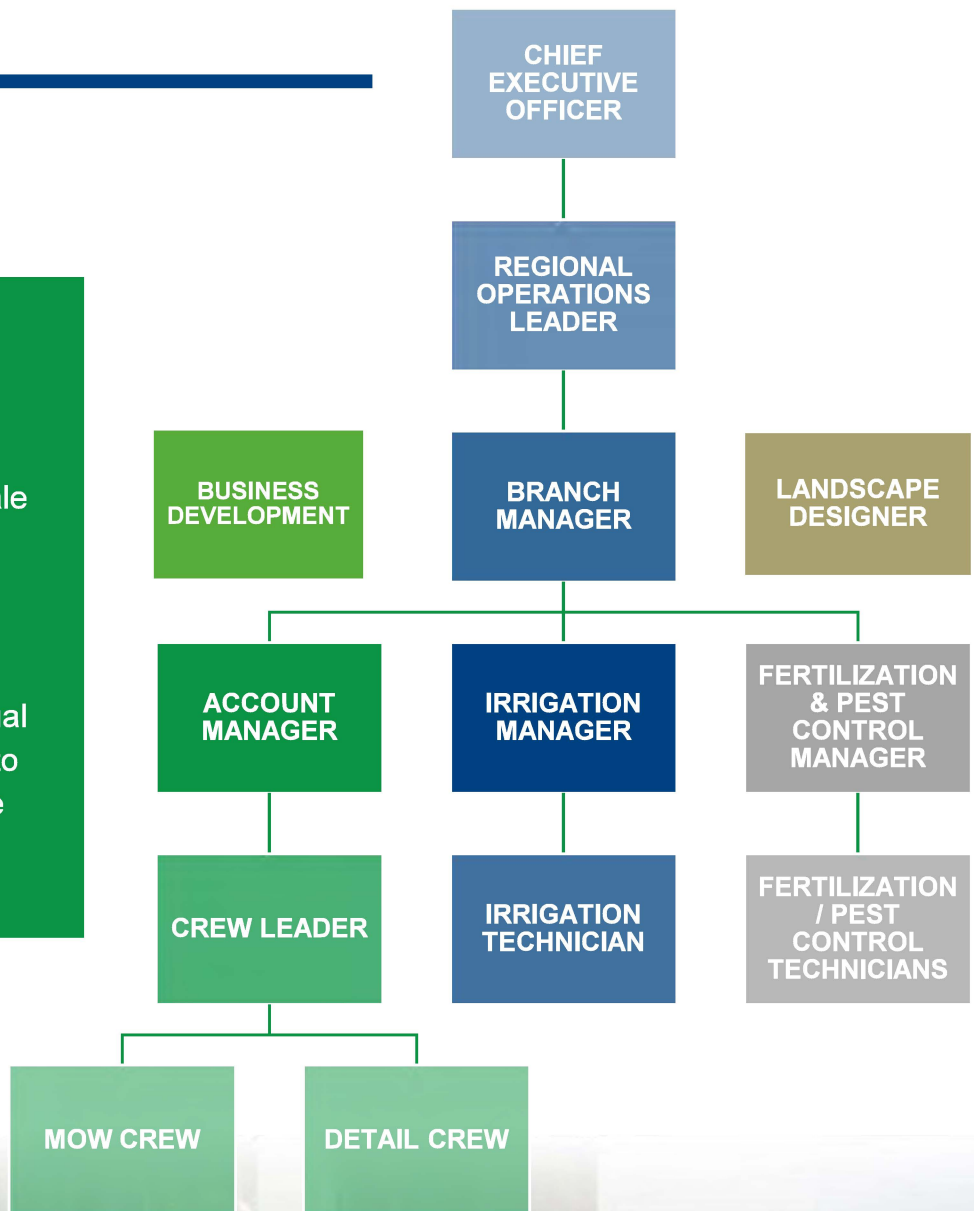 CHIEF
EXECUTIVE
OFFICER
REGIONAL
OPERATIONS
LEADER
BUSINESS
DEVELOPMENT
BRANCH
MANAGER
LANDSCAPE
DESIGNER
ACCOUNT
MANAGER
IRRIGATION
MANAGER
FERTILIZATION
& PEST
CONTROL
MANAGER
CREW LEADER
IRRIGATION
TECHNICIAN
FERTILIZATION
/ PEST
CONTROL
TECHNICIANS
MOW CREW
DETAIL CREW